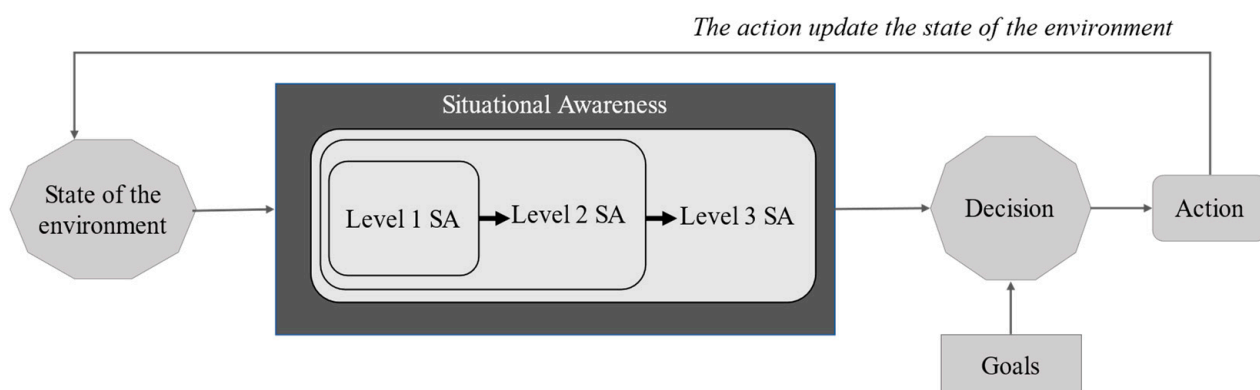 The action update the state of the environment
Situational Awareness
State of the
environment
Level 1 SA
Level 2 SA
Level 3 SA
Decision
Action
Goals